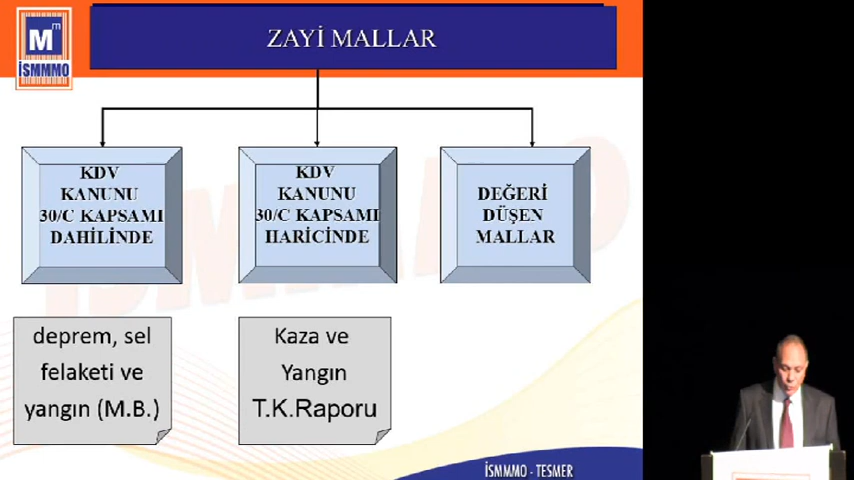 M m
İSMMMO
ZAYİ MALLAR
KDV
KANUNU
30/C KAPSAMI
DAHİLİNDE
KDV
KANUNU
30/C KAPSAMI
HARİCİNDE
DEĞERİ
DÜŞEN
MALLAR
deprem, sel
felaketi ve
yangın (M.B.)
Kaza ve
Yangın
T.K.Raporu
İSMMMO - TESMER